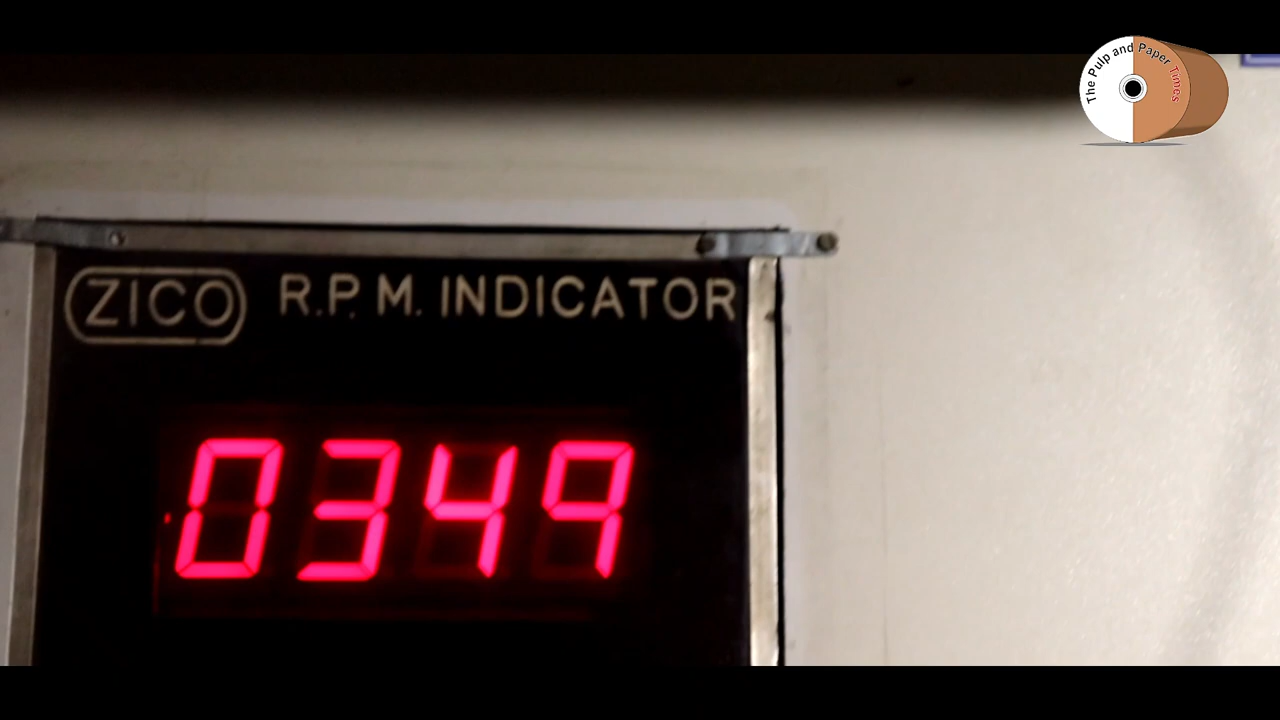 The Pulp and Paper Times
ZICO R.P.M. INDICATOR
0349